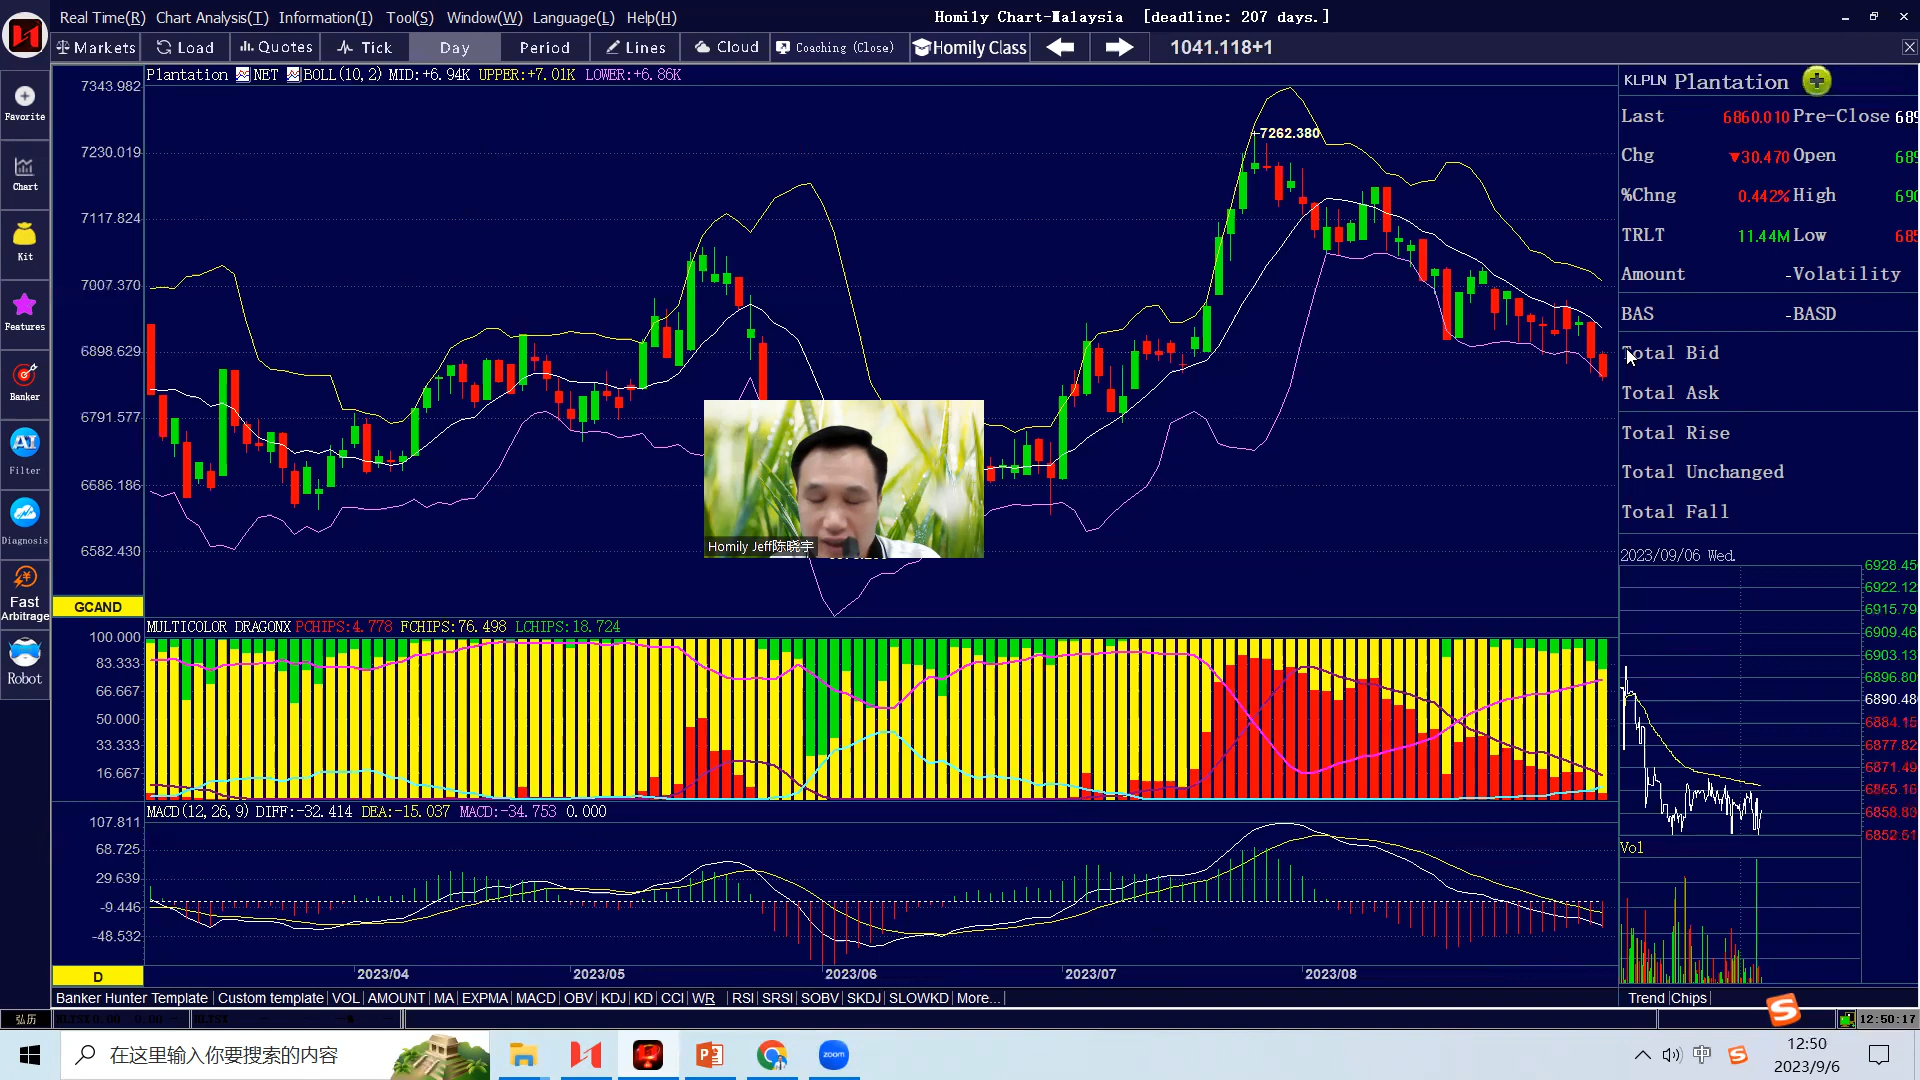 Real Time(R) Chart Analysis(T) Information(I) Tool(S) Window(W) Language(L) Help(H)
Homily Chart-Malaysia [deadline: 207 days.]
Markets Load Quotes Tick Day Period Lines Cloud Coaching (Close) Homily Class 1041.118+1
Plantation NET BOLL(10,2) MID:+6.94K UPPER:+7.01K LOWER:+6.86K
7343.982
7230.019
7117.824
7007.370
6898.629
6791.577
6686.186
6582.430
7262.380
Favorite
Chart
Kit
Features
Banker
AI
Filter
Diagnosis
Fast
Arbitrage
Robot
Homily Jeff陈晓宇
GCAND
MULTICOLOR DRAGONX PCHIPS:4.778 FCHIPS:76.498 LCHIPS:18.724
100.000
83.333
66.667
50.000
33.333
16.667
MACD(12,26,9) DIFF:-32.414 DEA:-15.037 MACD:-34.753 0.000
107.811
68.725
29.639
-9.446
-48.532
D
2023/04 2023/05 2023/06 2023/07 2023/08
Banker Hunter Template Custom template VOL AMOUNT MA EXPMA MACD OBV KDJ KD CCI WR RSI SRSI SOBV SKDJ SLOWKD More...
KLPLN Plantation
Last 6860.010 Pre-Close 689
Chg ▼30.470 Open 689
%Chng 0.442% High 690
TRLT 11.44M Low 685
Amount - Volatility
BAS - BASD
Total Bid
Total Ask
Total Rise
Total Unchanged
Total Fall
2023/09/06 Wed.
6928.45
6922.12
6915.79
6909.46
6903.13
6896.80
6890.48
6884.15
6877.82
6871.49
6865.16
6858.83
6852.51
Vol
Trend Chips
弘历
12:50:17
在这里输入你要搜索的内容
zoom
中
12:50
2023/9/6